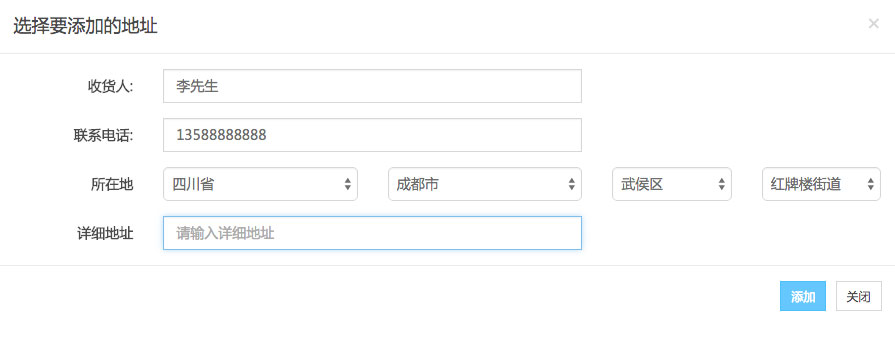 选择要添加的地址 ×
收货人: 李先生
联系电话: 13588888888
所在地 四川省 成都市 武侯区 红牌楼街道
详细地址 请输入详细地址
添加 关闭